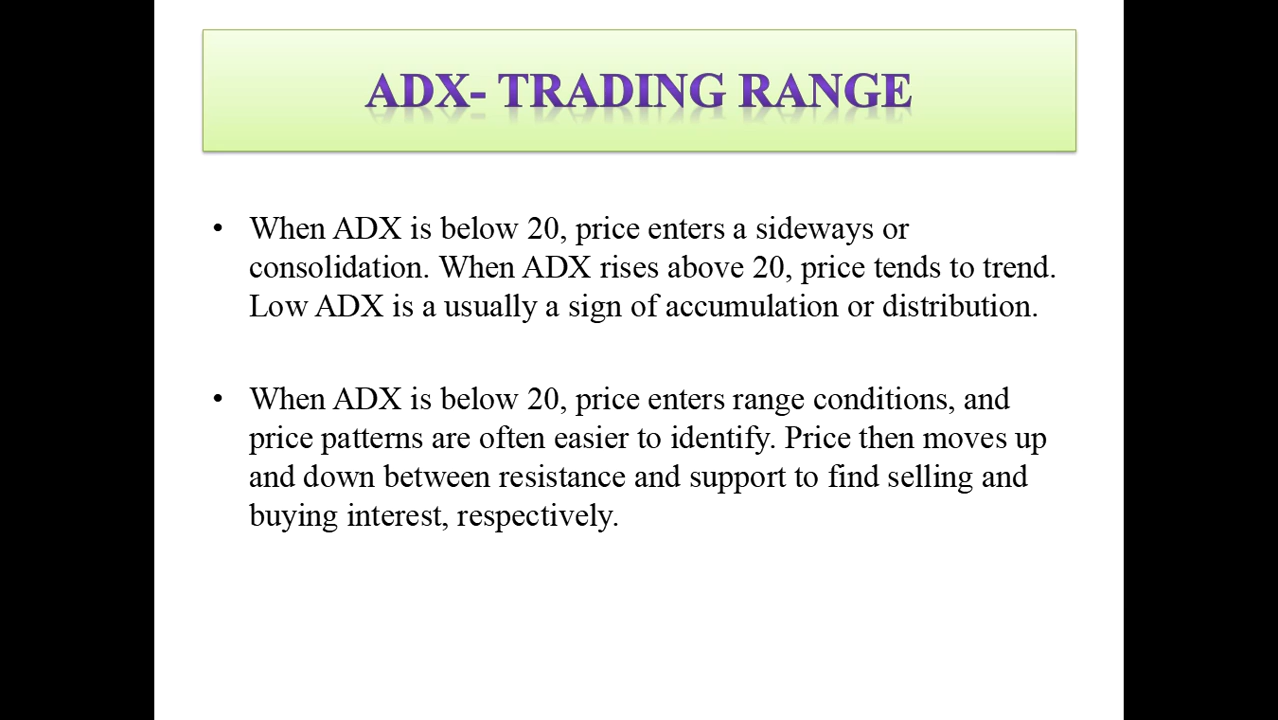 ADX- TRADING RANGE
• When ADX is below 20, price enters a sideways or
consolidation. When ADX rises above 20, price tends to trend.
Low ADX is a usually a sign of accumulation or distribution.
• When ADX is below 20, price enters range conditions, and
price patterns are often easier to identify. Price then moves up
and down between resistance and support to find selling and
buying interest, respectively.